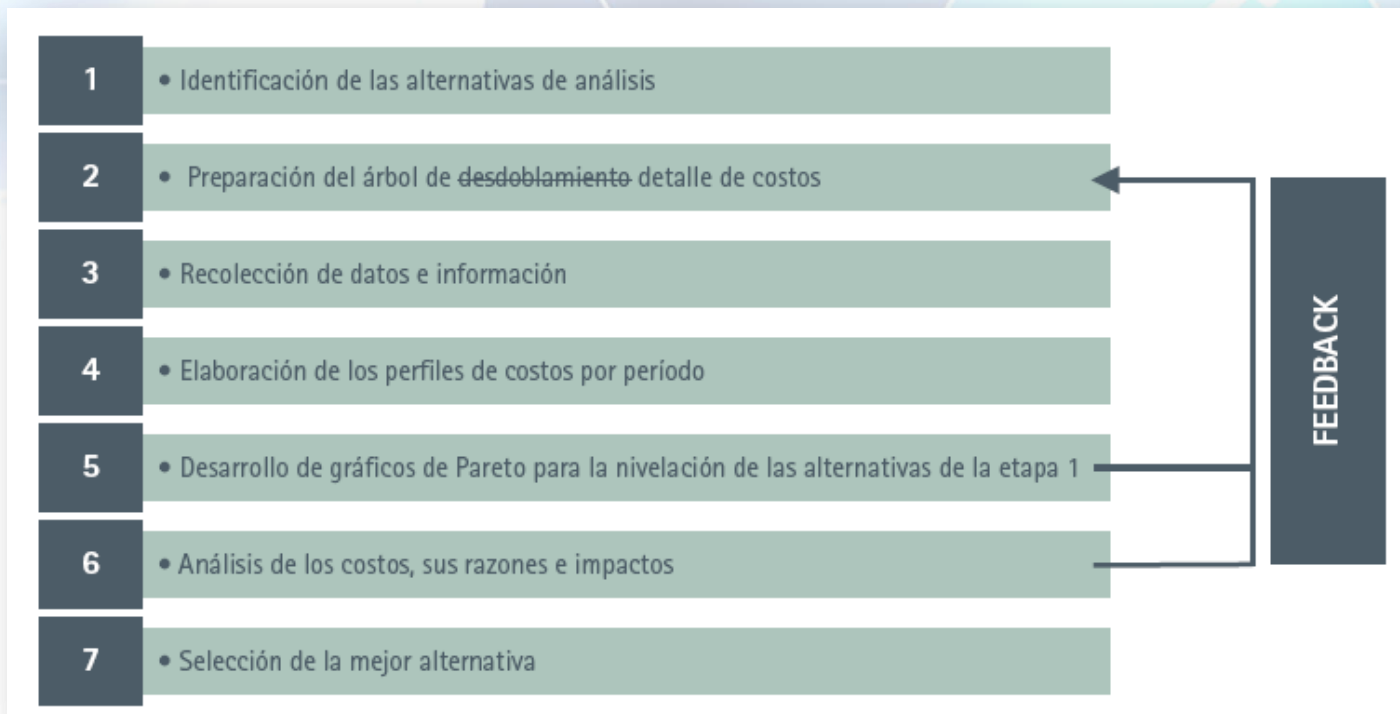 1
• Identificación de las alternativas de análisis
2
• Preparación del árbol de desdoblamiento detalle de costos
3
• Recolección de datos e información
4
• Elaboración de los perfiles de costos por período
5
• Desarrollo de gráficos de Pareto para la nivelación de las alternativas de la etapa 1
6
• Análisis de los costos, sus razones e impactos
7
• Selección de la mejor alternativa
FEEDBACK